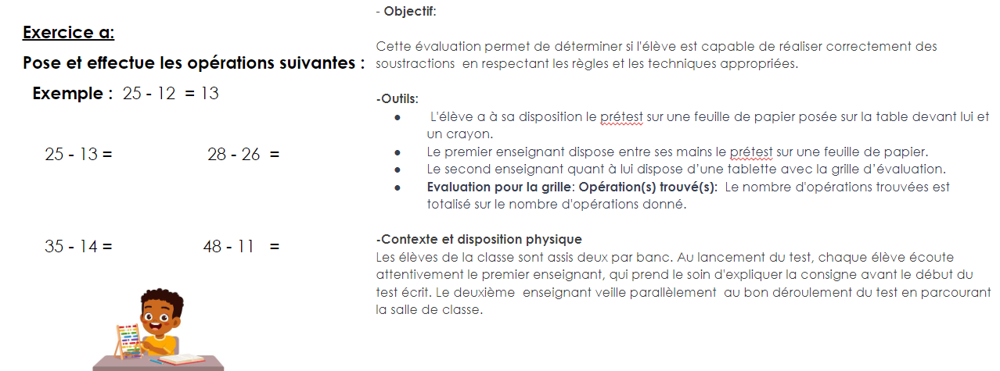 Exercice a:
Pose et effectue les opérations suivantes :
Exemple : 25 - 12 = 13
25 - 13 =
28 - 26 =
35 - 14 =
48 - 11 =
- Objectif:
Cette évaluation permet de déterminer si l'élève est capable de réaliser correctement des
soustractions en respectant les règles et les techniques appropriées.
-Outils:
● L'élève a à sa disposition le prétest sur une feuille de papier posée sur la table devant lui et
un crayon.
● Le premier enseignant dispose entre ses mains le prétest sur une feuille de papier.
● Le second enseignant quant à lui dispose d’une tablette avec la grille d’évaluation.
● Evaluation pour la grille: Opération(s) trouvé(s): Le nombre d'opérations trouvées est
totalisé sur le nombre d'opérations donné.
-Contexte et disposition physique
Les élèves de la classe sont assis deux par banc. Au lancement du test, chaque élève écoute
attentivement le premier enseignant, qui prend le soin d'expliquer la consigne avant le début du
test écrit. Le deuxième enseignant veille parallèlement au bon déroulement du test en parcourant
la salle de classe.